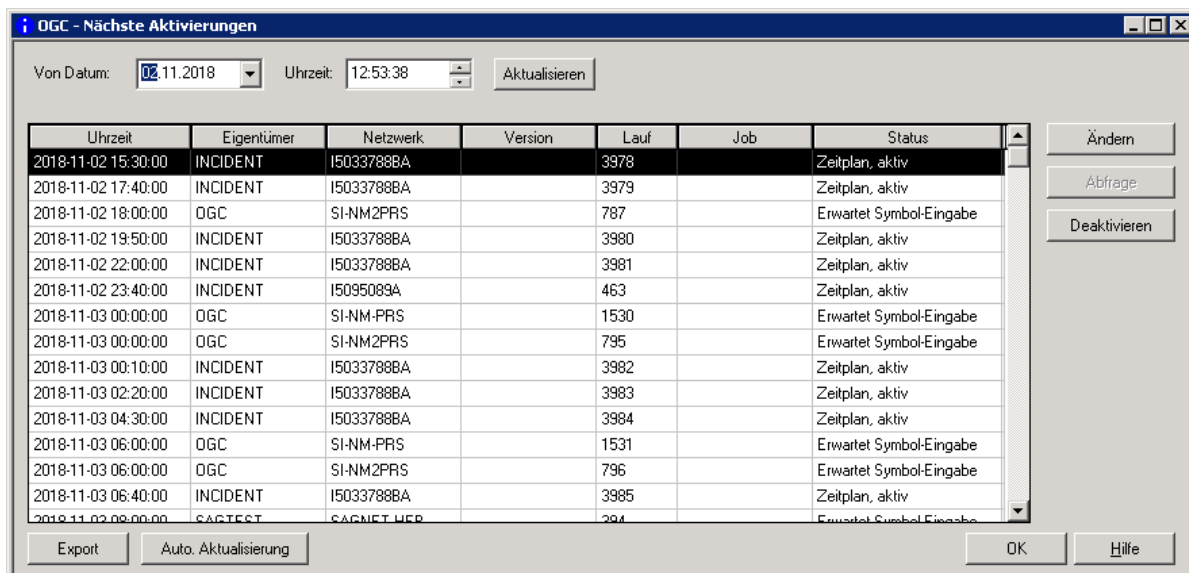 OGC - Nächste Aktivierungen
Von Datum: 02.11.2018 Uhrzeit: 12:53:38 Aktualisieren
Uhrzeit Eigentümer Netzwerk Version Lauf Job Status
2018-11-02 15:30:00 INCIDENT I5033788BA 3978 Zeitplan, aktiv
2018-11-02 17:40:00 INCIDENT I5033788BA 3979 Zeitplan, aktiv
2018-11-02 18:00:00 OGC SI-NM2PRS 787 Erwartet Symbol-Eingabe
2018-11-02 19:50:00 INCIDENT I5033788BA 3980 Zeitplan, aktiv
2018-11-02 22:00:00 INCIDENT I5033788BA 3981 Zeitplan, aktiv
2018-11-02 23:40:00 INCIDENT I5095089A 463 Zeitplan, aktiv
2018-11-03 00:00:00 OGC SI-NM-PRS 1530 Erwartet Symbol-Eingabe
2018-11-03 00:00:00 OGC SI-NM2PRS 795 Erwartet Symbol-Eingabe
2018-11-03 00:10:00 INCIDENT I5033788BA 3982 Zeitplan, aktiv
2018-11-03 02:20:00 INCIDENT I5033788BA 3983 Zeitplan, aktiv
2018-11-03 04:30:00 INCIDENT I5033788BA 3984 Zeitplan, aktiv
2018-11-03 06:00:00 OGC SI-NM-PRS 1531 Erwartet Symbol-Eingabe
2018-11-03 06:00:00 OGC SI-NM2PRS 796 Erwartet Symbol-Eingabe
2018-11-03 06:40:00 INCIDENT I5033788BA 3985 Zeitplan, aktiv
2018-11-03 08:00:00 SAGTEST Erwartet Symbol-Eingabe
Ändern
Abfrage
Deaktivieren
Export Auto. Aktualisierung OK Hilfe